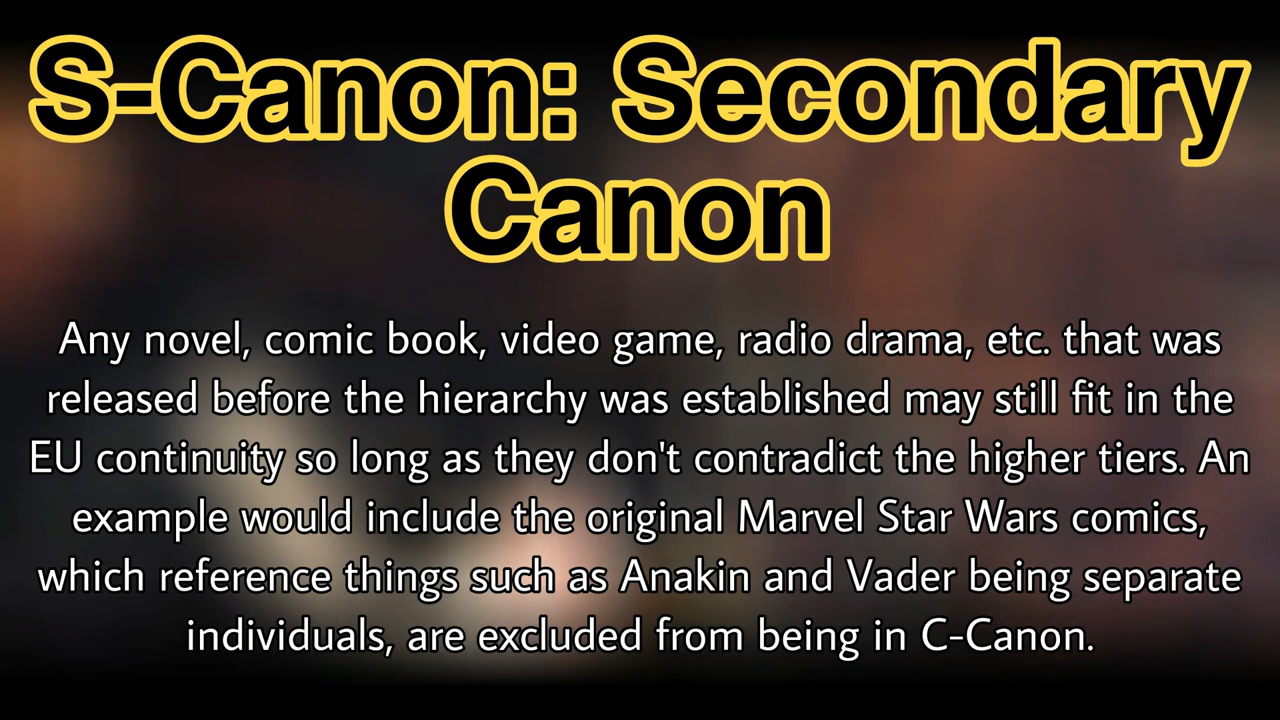 S-Canon: Secondary
Canon
Any novel, comic book, video game, radio drama, etc. that was
released before the hierarchy was established may still fit in the
EU continuity so long as they don't contradict the higher tiers. An
example would include the original Marvel Star Wars comics,
which reference things such as Anakin and Vader being separate
individuals, are excluded from being in C-Canon.